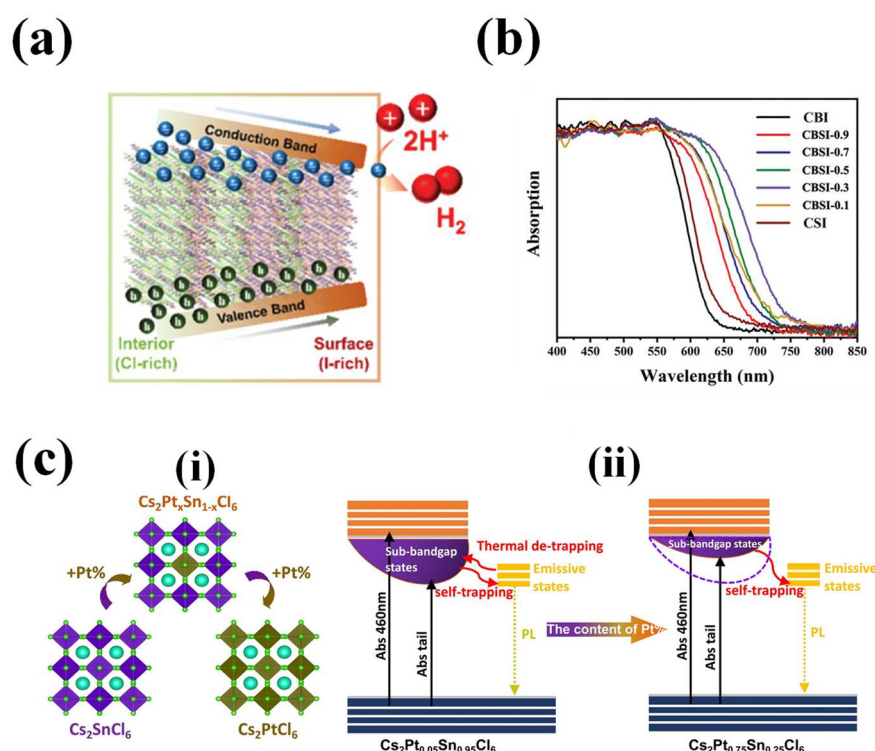 (a)
Conduction Band
2H⁺
H₂
Valence Band
Interior
(Cl-rich)
Surface
(I-rich)
(b)
Absorption
CBI
CBSI-0.9
CBSI-0.7
CBSI-0.5
CBSI-0.3
CBSI-0.1
CSI
400 450 500 550 600 650 700 750 800 850
Wavelength (nm)
(c)
(i)
Cs₂PtₓSn₁₋ₓCl₆
+Pt%
+Pt%
Cs₂SnCl₆
Cs₂PtCl₆
Sub-bandgap
states
Thermal de-trapping
Emissive
states
self-trapping
Abs 460nm
Abs tail
PL
Cs₂Pt₀.₀₅Sn₀.₉₅Cl₆
The content of Pt%
(ii)
Sub-bandgap states
Emissive
states
self-trapping
Abs 460nm
Abs tail
PL
Cs₂Pt₀.₇₅Sn₀.₂₅Cl₆